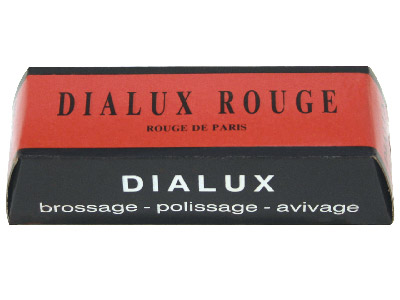 DIALUX ROUGE
ROUGE DE PARIS
DIALUX
brossage - polissage - avivage